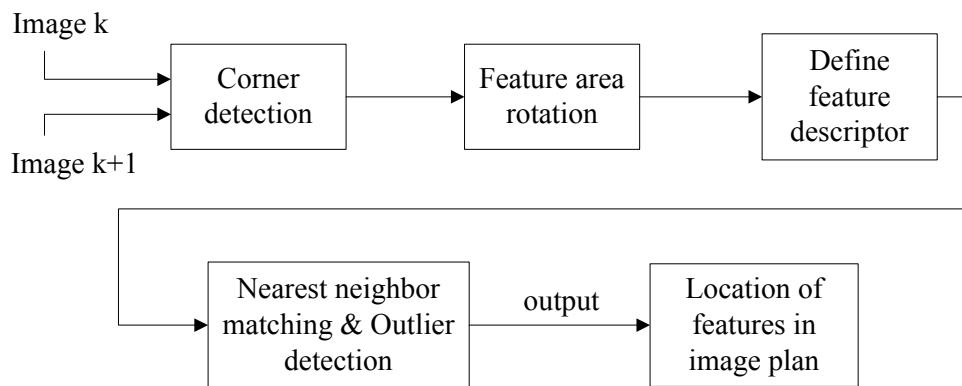 Image k
Corner
detection
Feature area
rotation
Define
feature
descriptor
Image k+1
Nearest neighbor
matching & Outlier
detection
output
Location of
features in
image plan